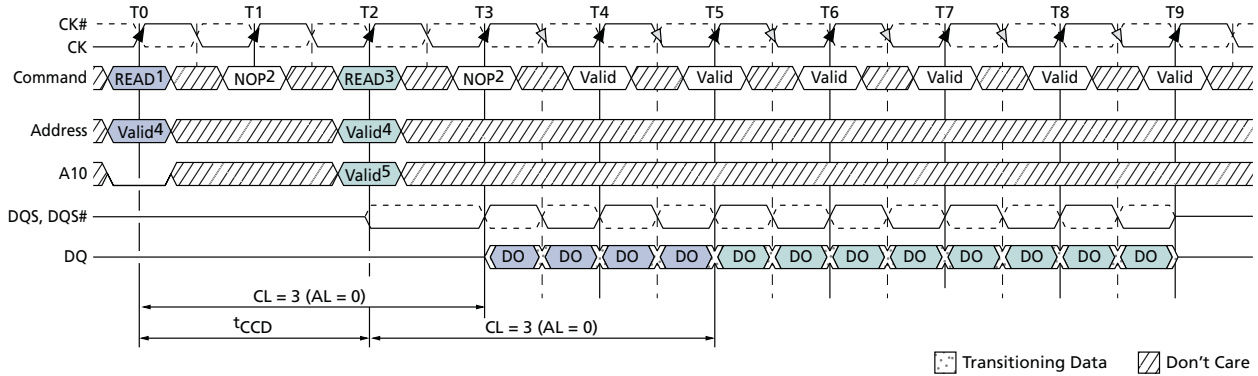 T0 T1 T2 T3 T4 T5 T6 T7 T8 T9
CK#
CK
Command READ1 NOP2 READ3 NOP2 Valid Valid Valid Valid Valid Valid
Address Valid4 Valid4
A10 Valid5
DQS, DQS#
DQ DO DO DO DO DO DO DO DO DO DO DO DO
CL = 3 (AL = 0)
tCCD CL = 3 (AL = 0)
Transitioning Data Don't Care